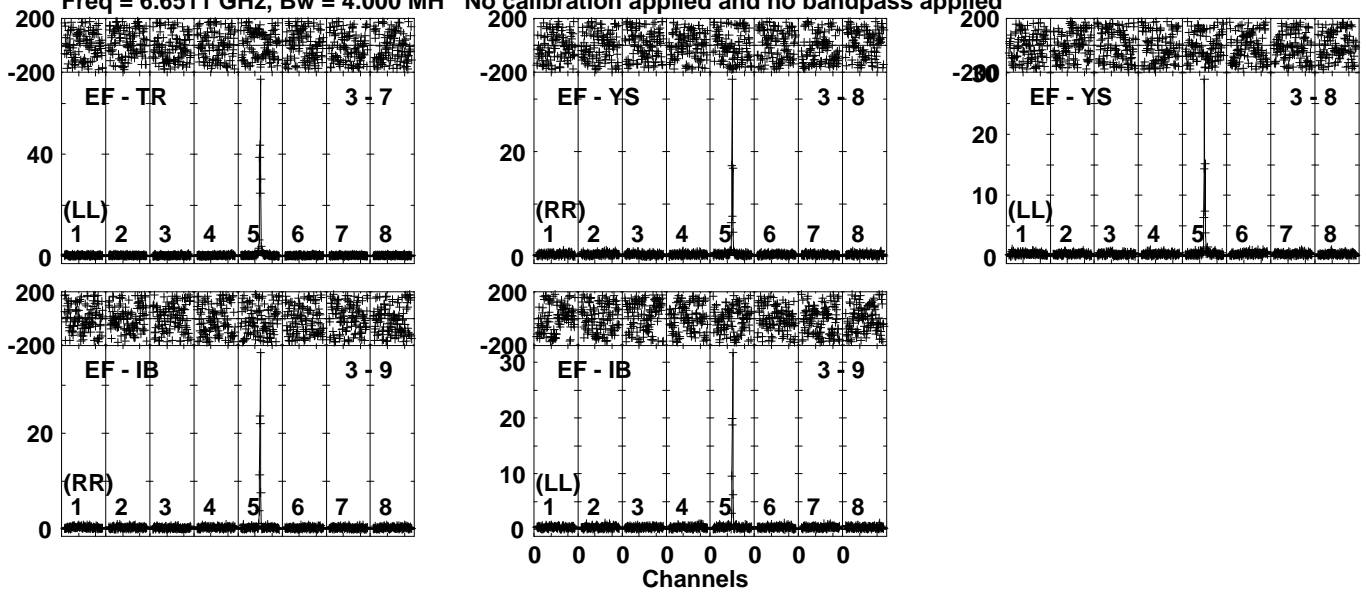 Freq = 6.6511 GHz, Bw = 4.000 MH No calibration applied and no bandpass applied
200
-200
EF - TR 3 - 7
40
(LL)
1 2 3 4 5 6 7 8
0
200
-200
EF - YS 3 - 8
20
(RR)
1 2 3 4 5 6 7 8
0
200
-200
30
EF - YS 3 - 8
20
10
(LL)
1 2 3 4 5 6 7 8
0
200
-200
EF - IB 3 - 9
20
(RR)
1 2 3 4 5 6 7 8
0
200
-200
30
EF - IB 3 - 9
20
10
(LL)
1 2 3 4 5 6 7 8
0
0 0 0 0 0 0 0 0
Channels